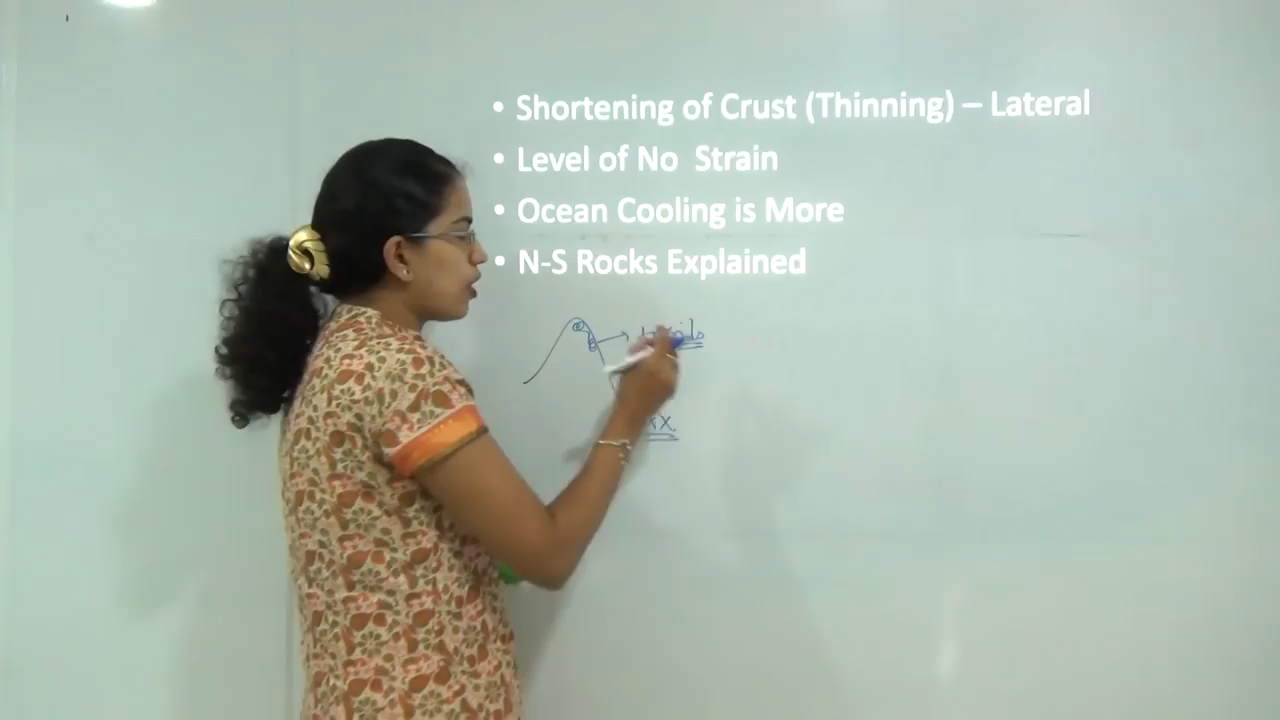 • Shortening of Crust (Thinning) – Lateral
• Level of No Strain
• Ocean Cooling is More
• N-S Rocks Explained